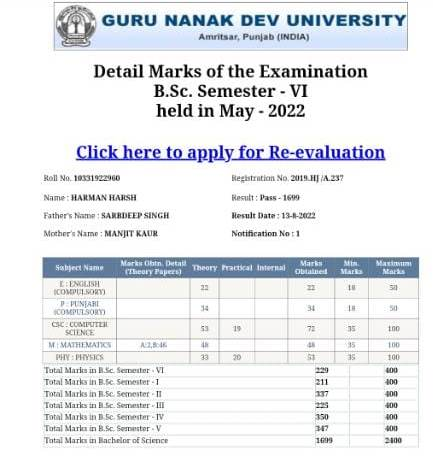 GURU NANAK DEV UNIVERSITY
Amritsar, Punjab (INDIA)
Detail Marks of the Examination
B.Sc. Semester - VI
held in May - 2022
Click here to apply for Re-evaluation
Roll No. 10331922960 Registration No. 2019.HJ /A.237
Name : HARMAN HARSH Result : Pass - 1699
Father's Name : SARBDEEP SINGH Result Date : 13-8-2022
Mother's Name : MANJIT KAUR Notification No : 1
Subject Name Marks Obtn. Detail (Theory Papers) Theory Practical Internal Marks Obtained Min. Marks Maximum Marks
E : ENGLISH (COMPULSORY) 22 22 18 50
P : PUNJABI (COMPULSORY) 34 34 18 50
CSC : COMPUTER SCIENCE 53 19 72 35 100
M : MATHEMATICS A:2,B:46 48 48 35 100
PHY : PHYSICS 33 20 53 35 100
Total Marks in B.Sc. Semester - VI 229 400
Total Marks in B.Sc. Semester - I 211 400
Total Marks in B.Sc. Semester - II 337 400
Total Marks in B.Sc. Semester - III 225 400
Total Marks in B.Sc. Semester - IV 350 400
Total Marks in B.Sc. Semester - V 347 400
Total Marks in Bachelor of Science 1699 2400